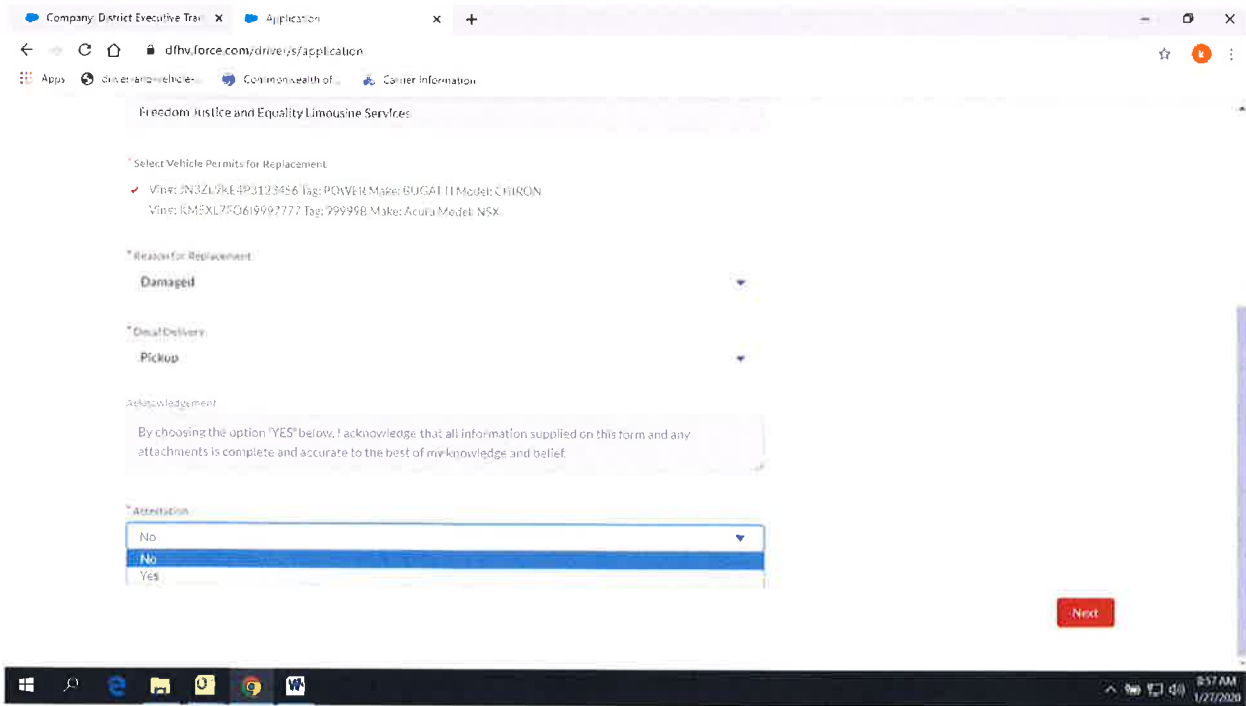 Company: District Executive Tra
Application
dfhv.force.com/driver/s/application
Apps
driver-and-vehicle-
Commonwealth of
Carrier Information
Freedom Justice and Equality Limousine Services
* Select Vehicle Permits for Replacement
Tag: POWER Make: BUGATTI Model: CHIRON
Tag: 999998 Make: Acura Model: NSX
* Reason for Replacement
Damaged
* Decal Delivery
Pickup
Acknowledgement
By choosing the option "YES" below, I acknowledge that all information supplied on this form and any
attachments is complete and accurate to the best of my knowledge and belief.
* Attestation
No
No
Yes
Next
8:57 AM
1/27/2020